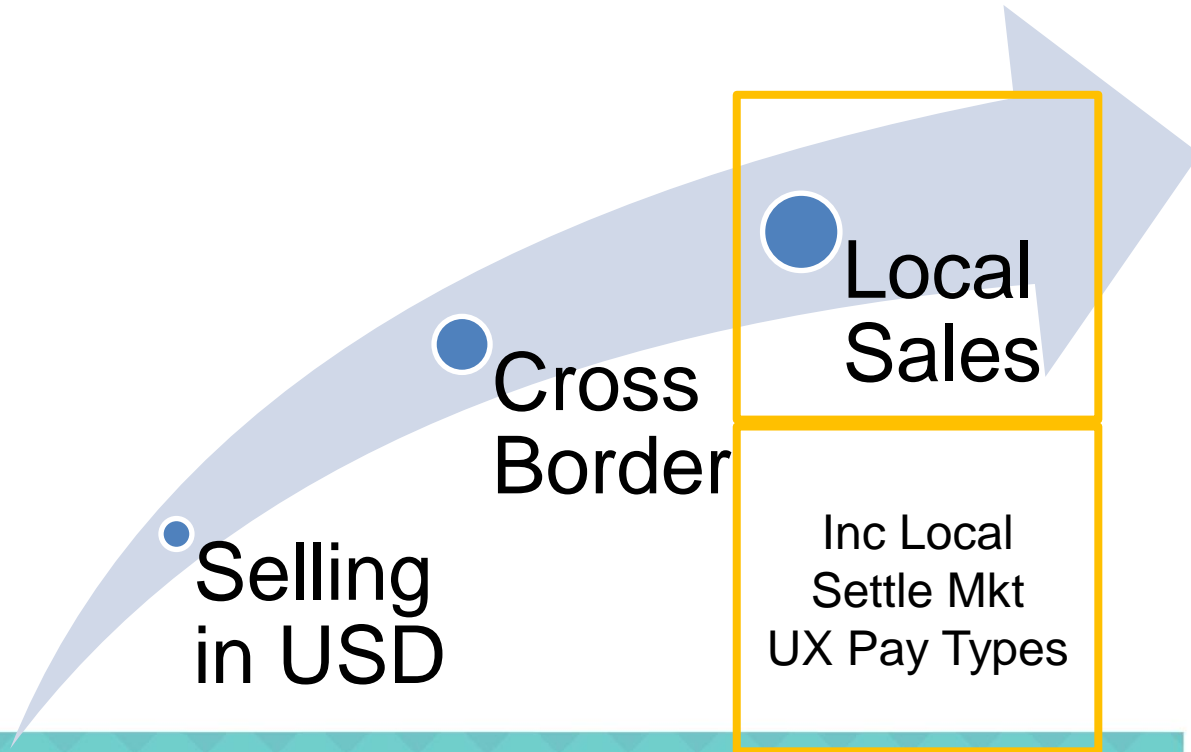 Local
Sales
Cross
Border
Selling
in USD
Inc Local
Settle Mkt
UX Pay Types